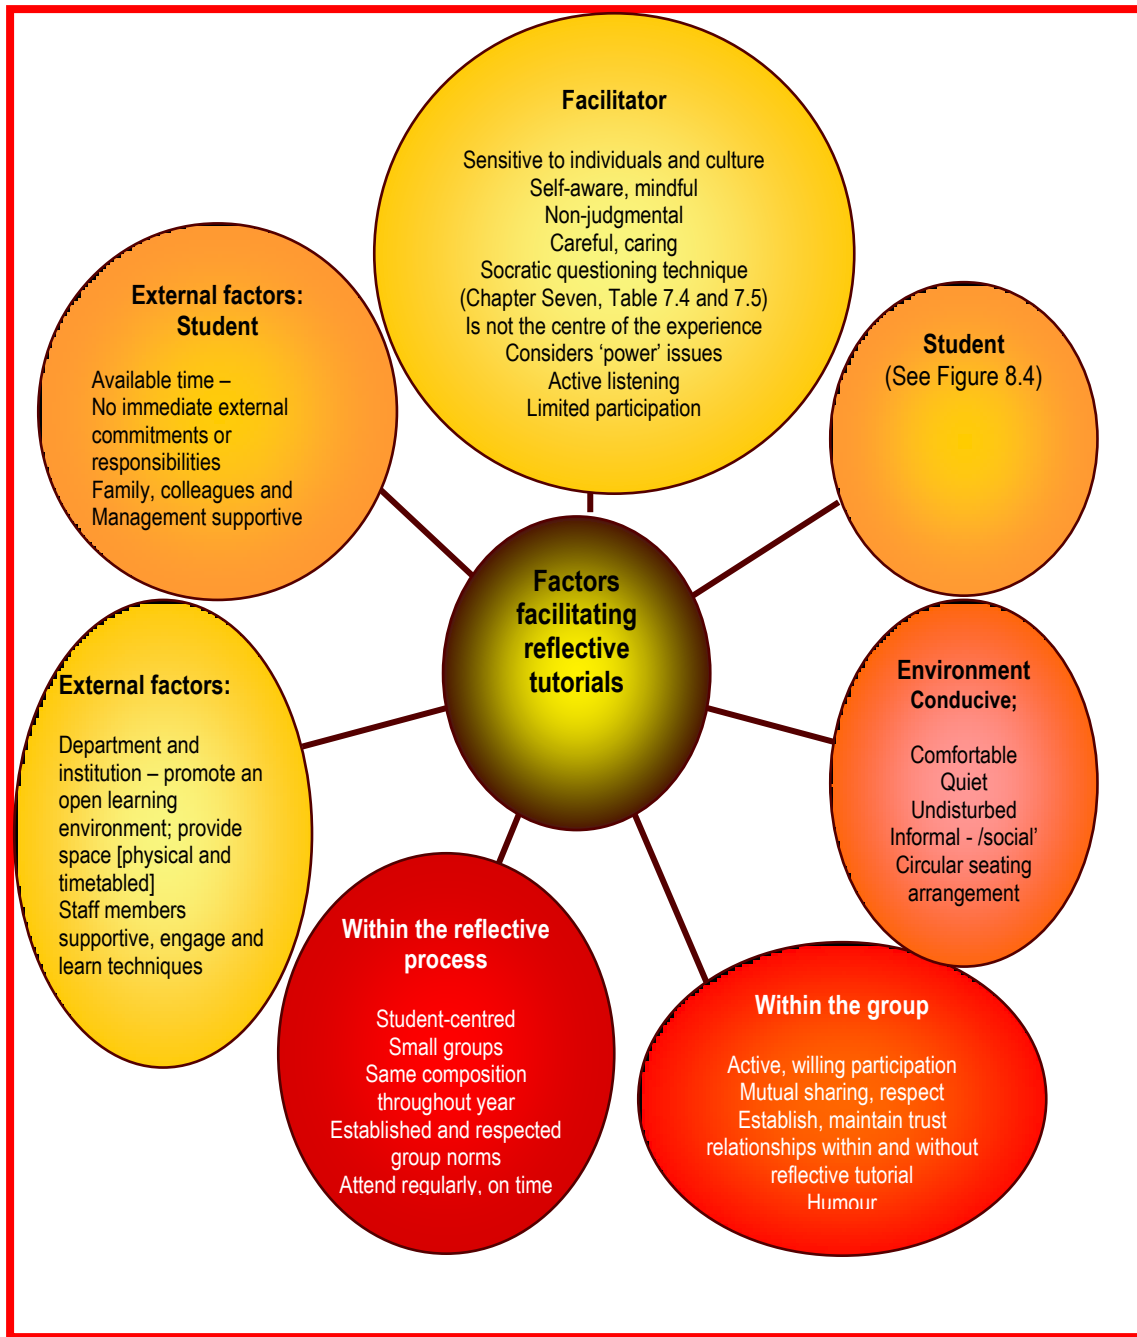 Facilitator
Sensitive to individuals and culture
Self-aware, mindful
Non-judgmental
Careful, caring
Socratic questioning technique
(Chapter Seven, Table 7.4 and 7.5)
Is not the centre of the experience
Considers ‘power’ issues
Active listening
Limited participation
External factors:
Student
Available time –
No immediate external
commitments or
responsibilities
Family, colleagues and
Management supportive
Student
(See Figure 8.4)
Factors
facilitating
reflective
tutorials
External factors:
Department and
institution – promote an
open learning
environment; provide
space [physical and
timetabled]
Staff members
supportive, engage and
learn techniques
Environment
Conducive;
Comfortable
Quiet
Undisturbed
Informal - /social’
Circular seating
arrangement
Within the reflective
process
Student-centred
Small groups
Same composition
throughout year
Established and respected
group norms
Attend regularly, on time
Within the group
Active, willing participation
Mutual sharing, respect
Establish, maintain trust
relationships within and without
reflective tutorial
Humour